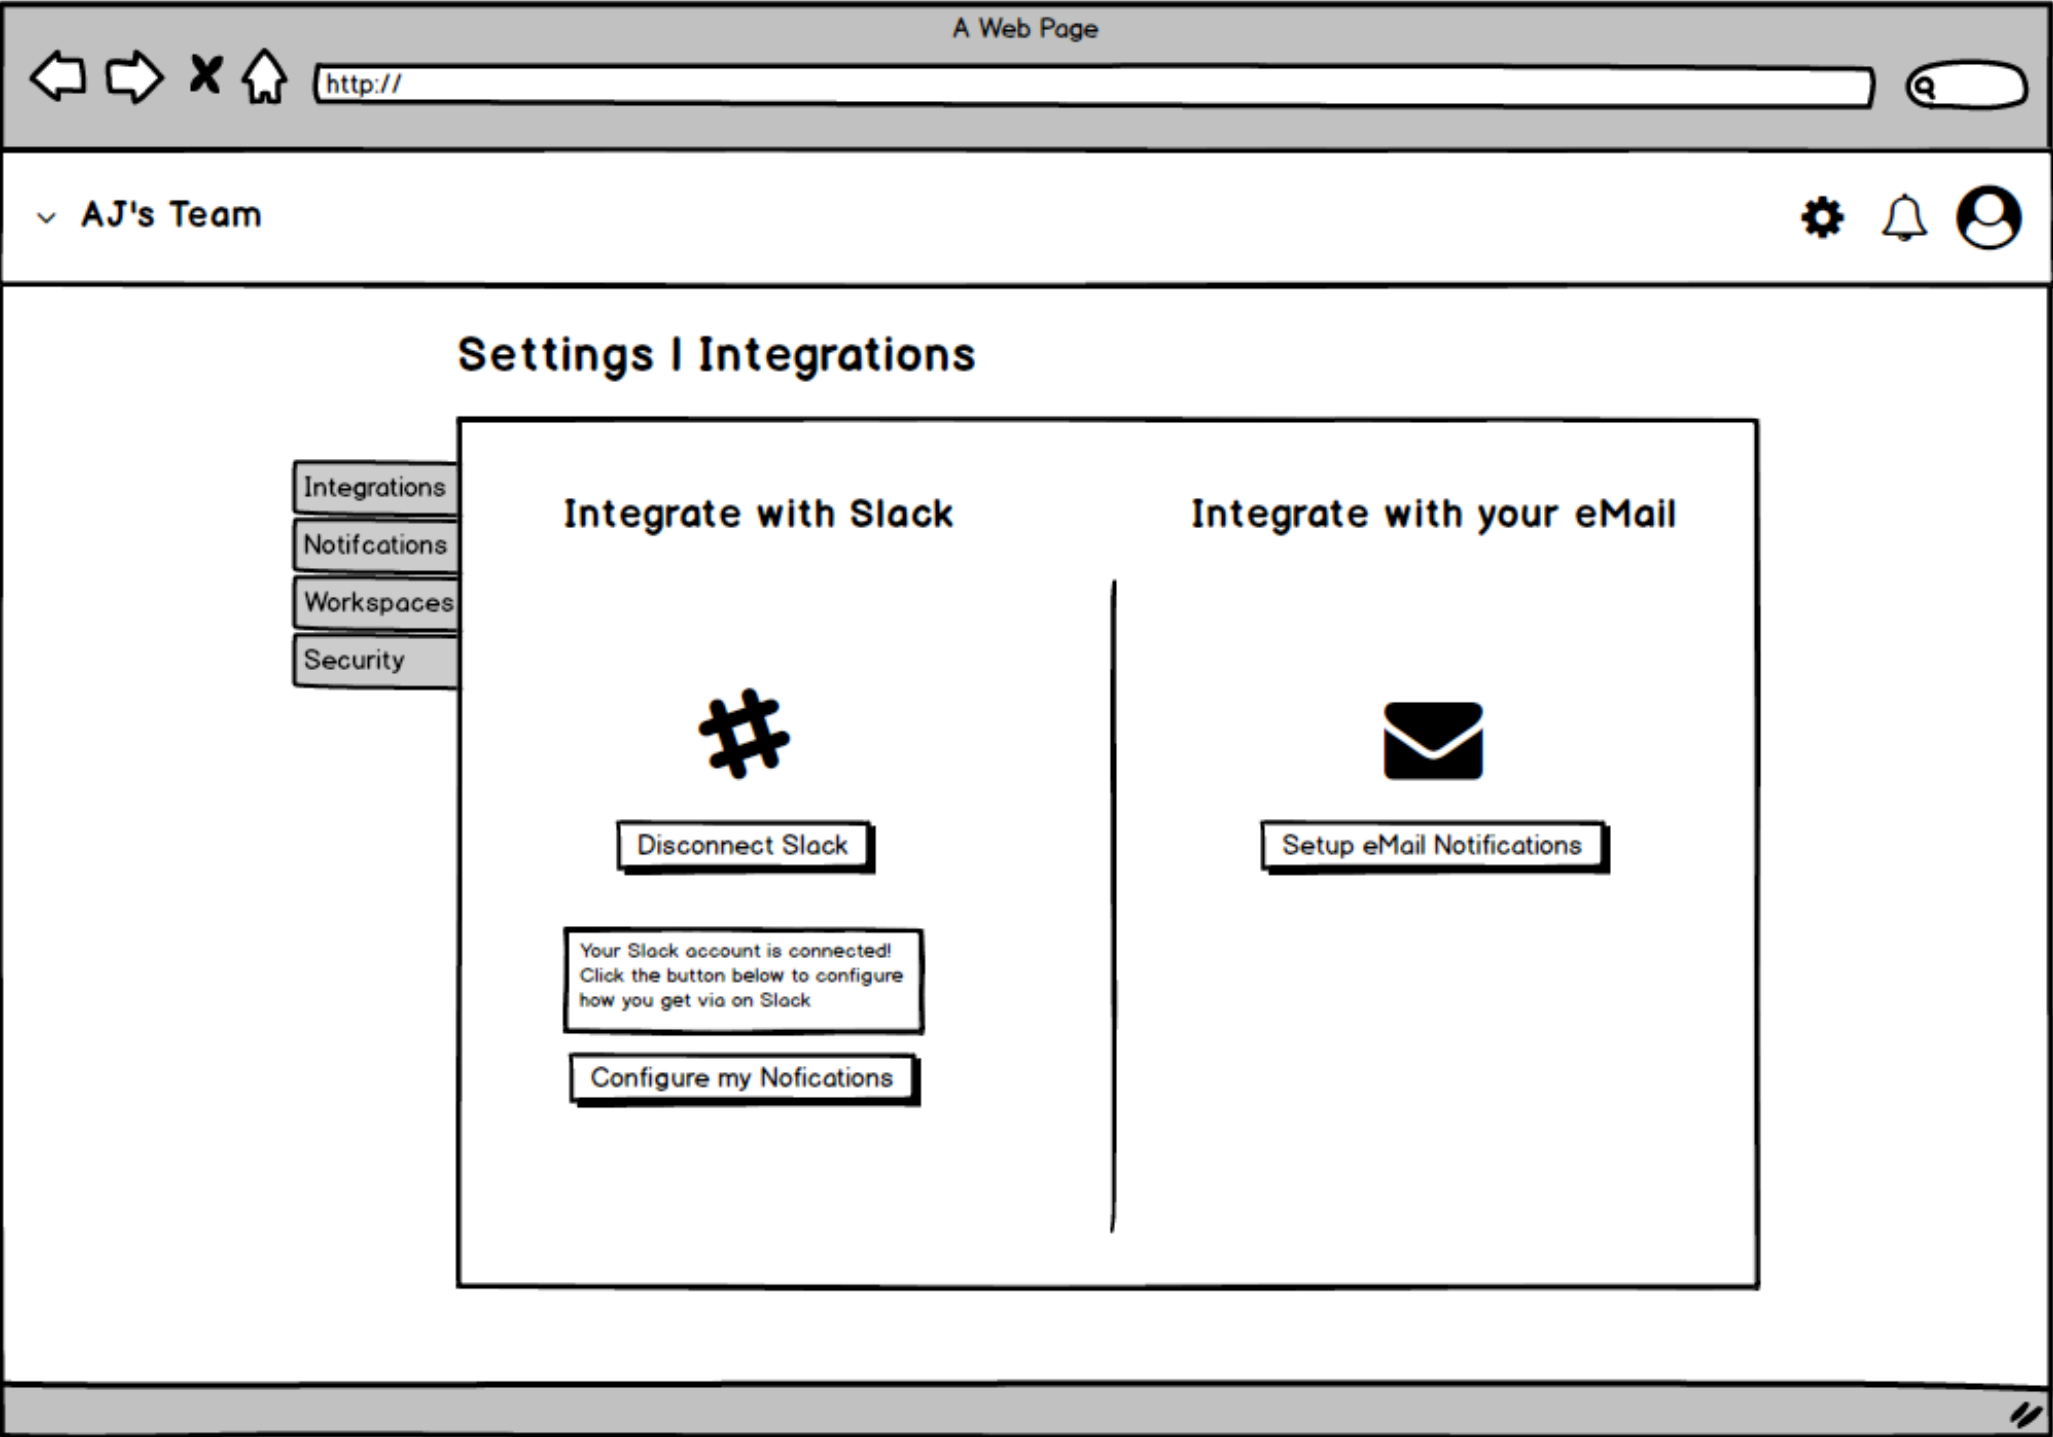 A Web Page
http://
AJ's Team
Settings | Integrations
Integrations
Notifcations
Workspaces
Security
Integrate with Slack
Disconnect Slack
Your Slack account is connected!
Click the button below to configure
how you get via on Slack
Configure my Nofications
Integrate with your eMail
Setup eMail Notifications